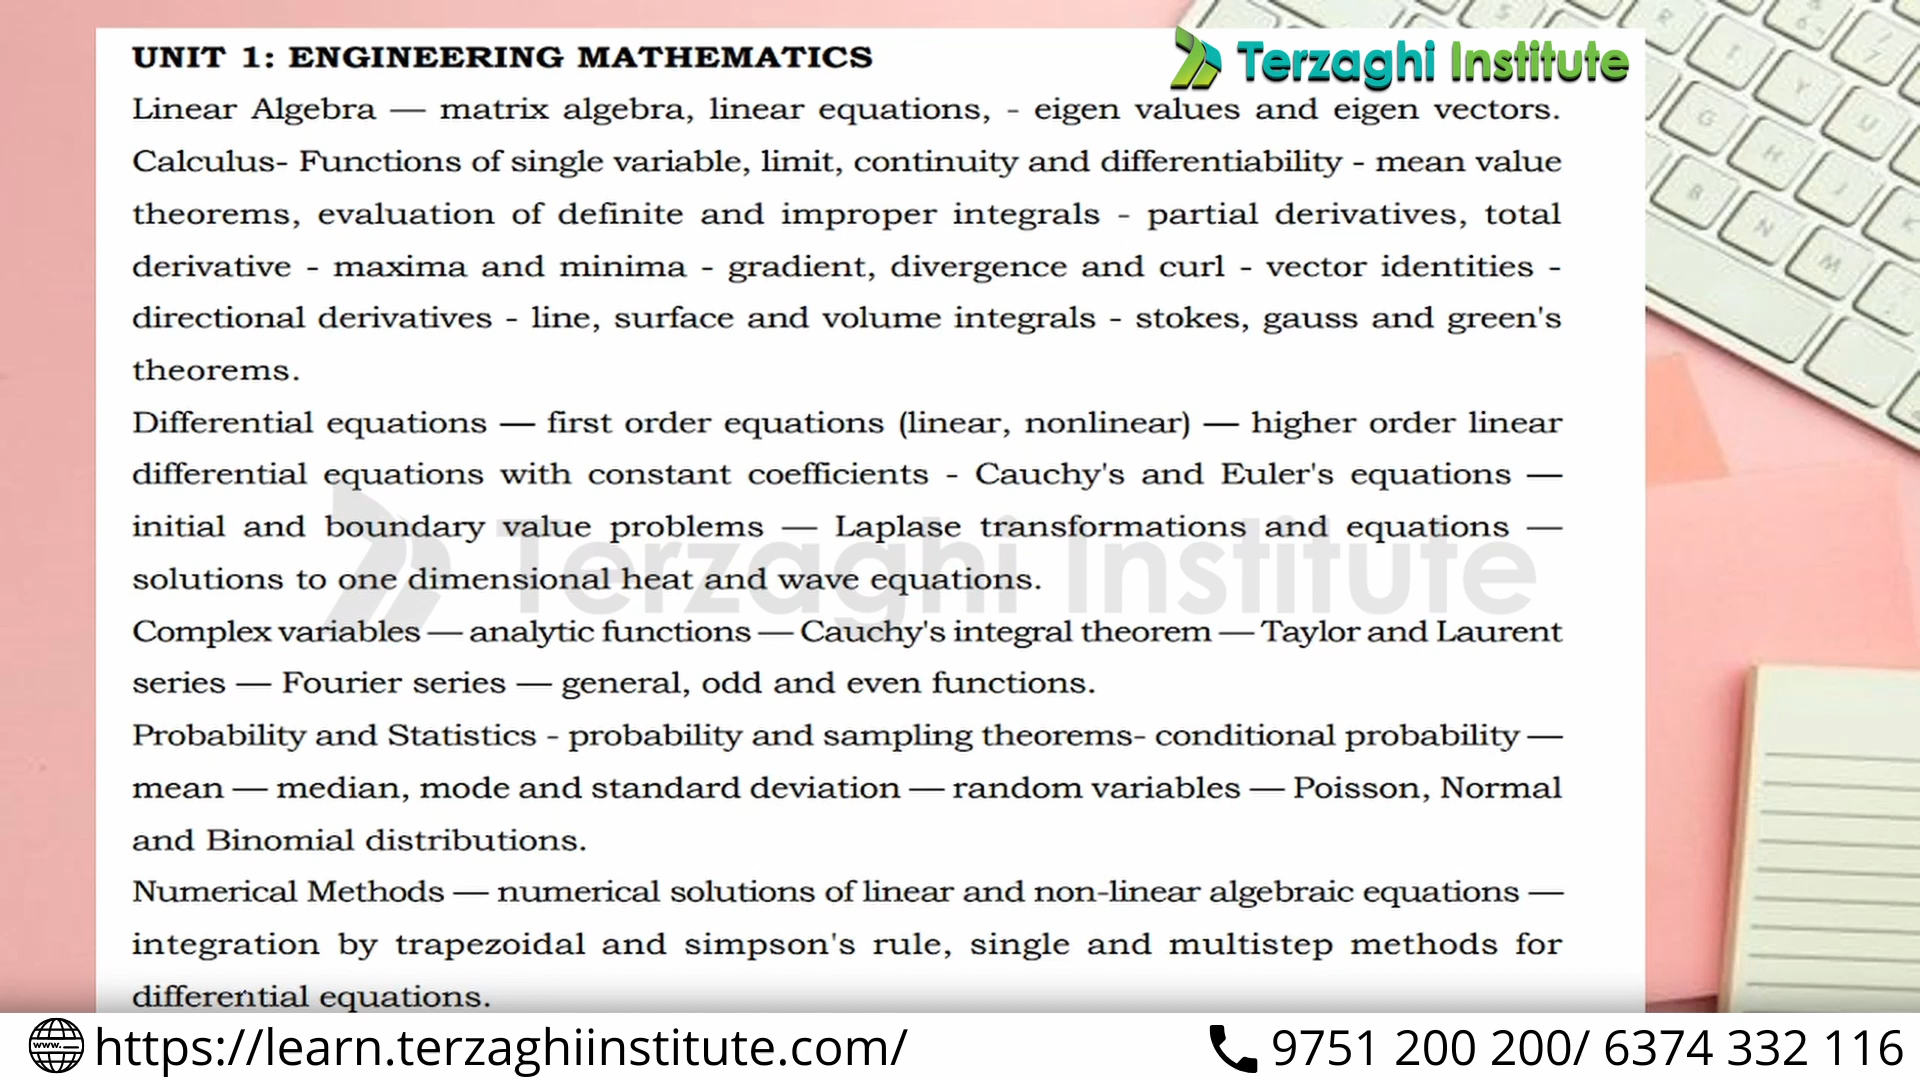 UNIT 1: ENGINEERING MATHEMATICS
Terzaghi Institute
Linear Algebra — matrix algebra, linear equations, - eigen values and eigen vectors.
Calculus- Functions of single variable, limit, continuity and differentiability - mean value
theorems, evaluation of definite and improper integrals - partial derivatives, total
derivative - maxima and minima - gradient, divergence and curl - vector identities -
directional derivatives - line, surface and volume integrals - stokes, gauss and green's
theorems.
Differential equations — first order equations (linear, nonlinear) — higher order linear
differential equations with constant coefficients - Cauchy's and Euler's equations —
initial and boundary value problems — Laplase transformations and equations —
Terzaghi Institute
solutions to one dimensional heat and wave equations.
Complex variables — analytic functions — Cauchy's integral theorem — Taylor and Laurent
series — Fourier series — general, odd and even functions.
Probability and Statistics - probability and sampling theorems- conditional probability —
mean — median, mode and standard deviation — random variables — Poisson, Normal
and Binomial distributions.
Numerical Methods — numerical solutions of linear and non-linear algebraic equations —
integration by trapezoidal and simpson's rule, single and multistep methods for
differential equations.
www
https://learn.terzaghiinstitute.com/
9751 200 200/ 6374 332 116